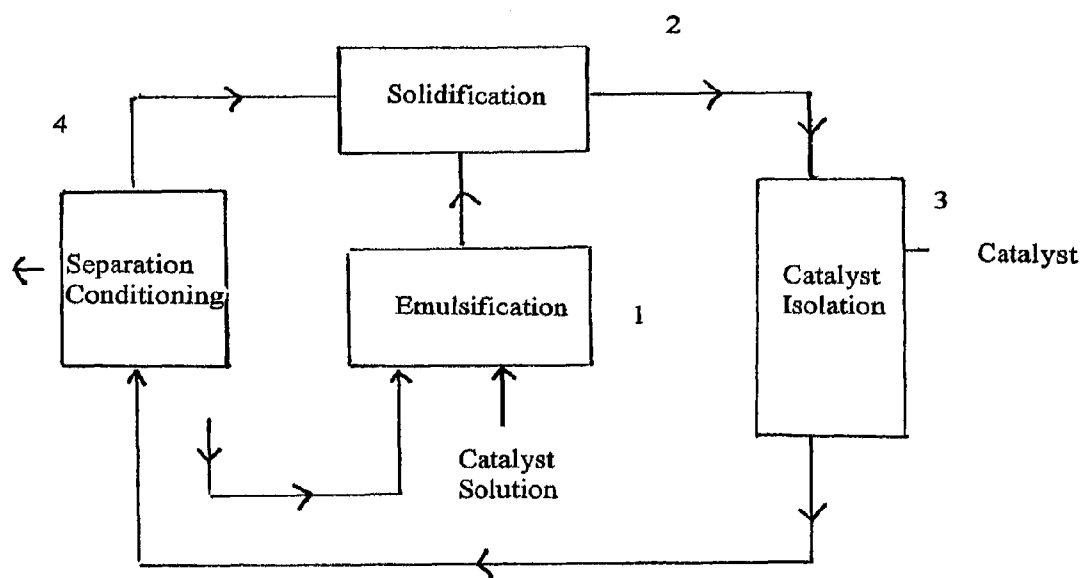 2
Solidification
4
3
Separation
Conditioning
Emulsification
1
Catalyst
Isolation
Catalyst
Catalyst
Solution